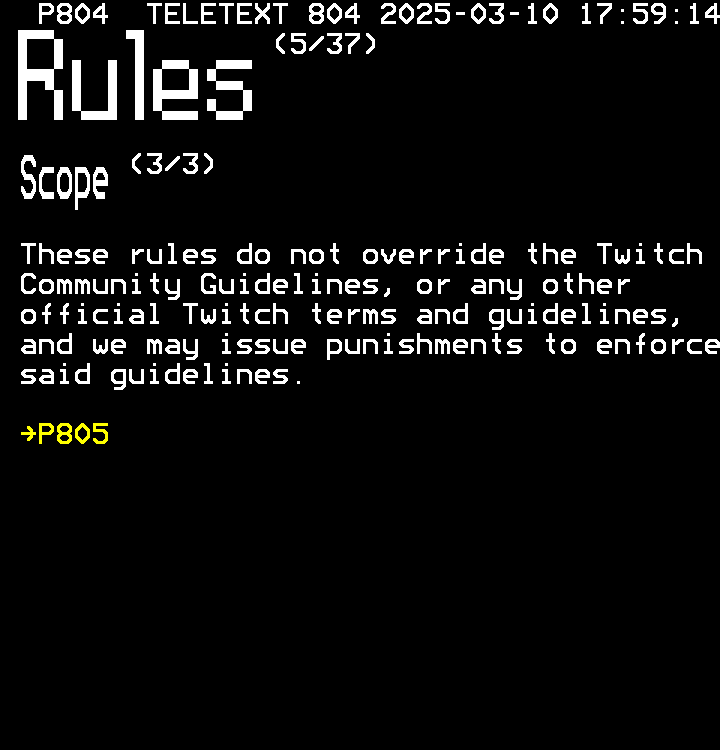 P804  TELETEXT 804 2025-03-10 17:59:14
Rules (5/37)
Scope (3/3)
These rules do not override the Twitch
Community Guidelines, or any other
official Twitch terms and guidelines,
and we may issue punishments to enforce
said guidelines.
→P805